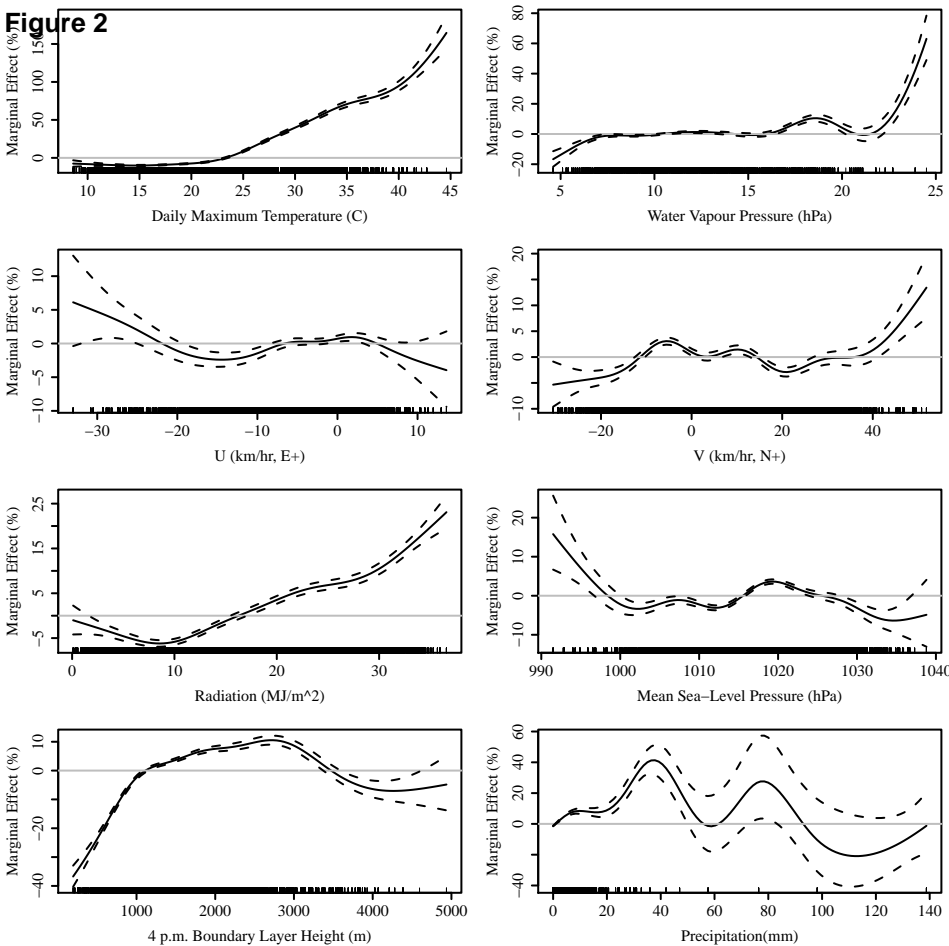 Figure 2
Marginal Effect (%)
0 50 100 150
10 15 20 25 30 35 40 45
Daily Maximum Temperature (C)
Marginal Effect (%)
−20 0 20 40 60 80
5 10 15 20 25
Water Vapour Pressure (hPa)
Marginal Effect (%)
−10 −5 0 5 10
−30 −20 −10 0 10
U (km/hr, E+)
Marginal Effect (%)
−10 0 10 20
−20 0 20 40
V (km/hr, N+)
Marginal Effect (%)
−5 5 15 25
0 10 20 30
Radiation (MJ/m^2)
Marginal Effect (%)
−10 0 10 20
990 1000 1010 1020 1030 1040
Mean Sea−Level Pressure (hPa)
Marginal Effect (%)
−40 −20 0 10
1000 2000 3000 4000 5000
4 p.m. Boundary Layer Height (m)
Marginal Effect (%)
−40 0 20 40 60
0 20 40 60 80 100 120 140
Precipitation(mm)